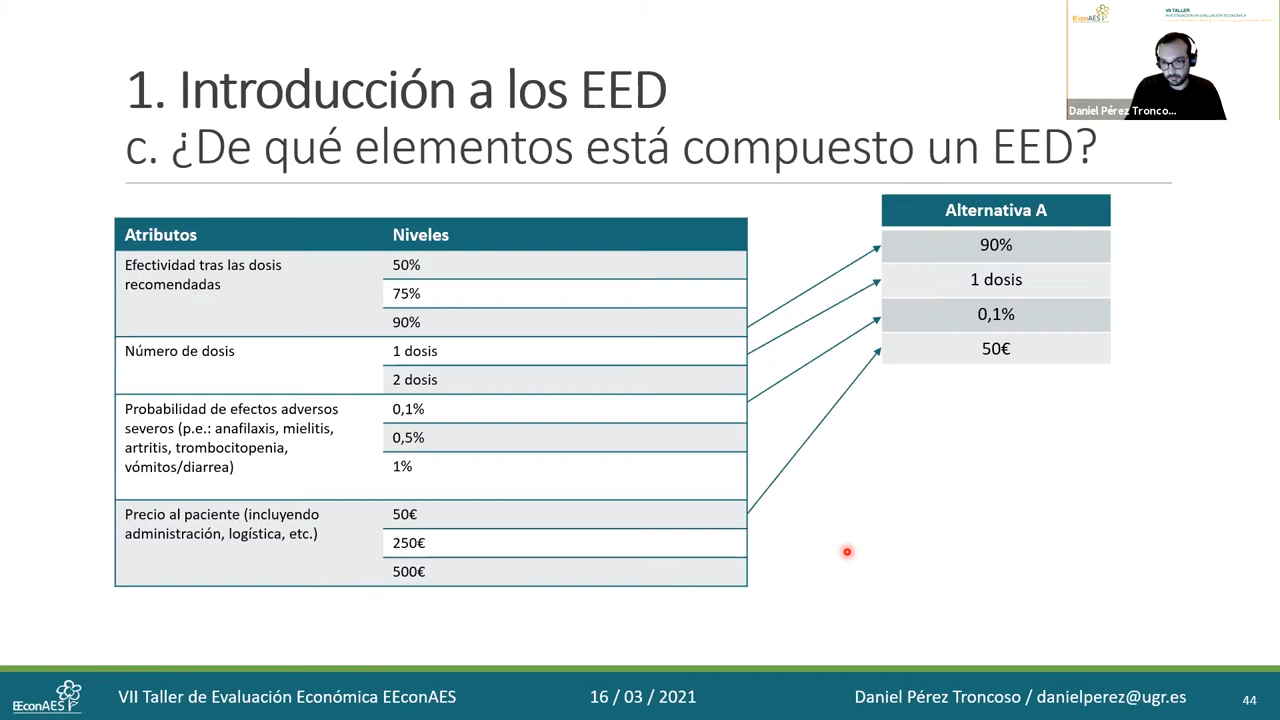 EEconAES
VII TALLER
INVESTIGACIÓN EN EVALUACIÓN ECONÓMICA
Daniel Pérez Tronco...
1. Introducción a los EED
c. ¿De qué elementos está compuesto un EED?
Atributos Niveles
Efectividad tras las dosis
recomendadas
50%
75%
90%
Número de dosis
1 dosis
2 dosis
Probabilidad de efectos adversos
severos (p.e.: anafilaxis, mielitis,
artritis, trombocitopenia,
vómitos/diarrea)
0,1%
0,5%
1%
Precio al paciente (incluyendo
administración, logística, etc.)
50€
250€
500€
Alternativa A
90%
1 dosis
0,1%
50€
EEconAES
VII Taller de Evaluación Económica EEconAES
16 / 03 / 2021
Daniel Pérez Troncoso / danielperez@ugr.es
44